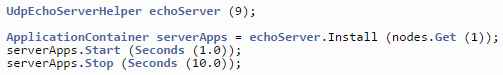 UdpEchoServerHelper echoServer (9);
ApplicationContainer serverApps = echoServer.Install (nodes.Get (1));
serverApps.Start (Seconds (1.0));
serverApps.Stop (Seconds (10.0));